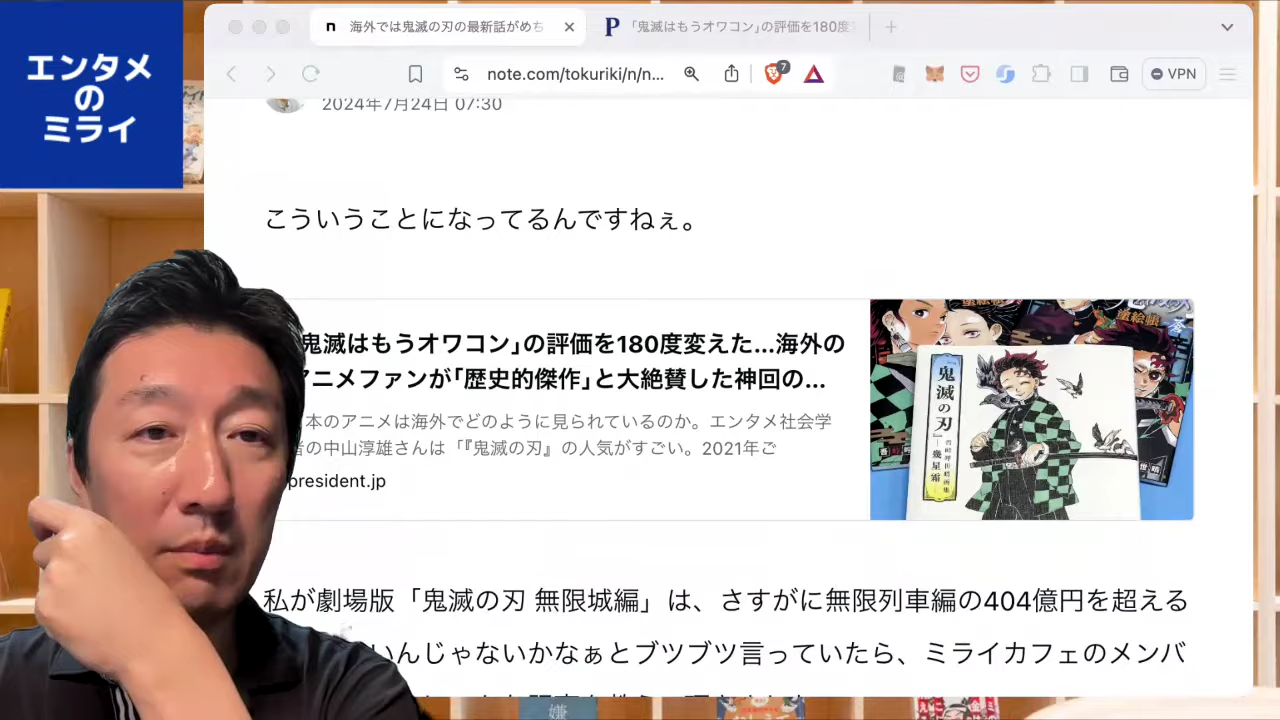 エンタメ
の
ミライ
n 海外では鬼滅の刃の最新話がめち
P 「鬼滅はもうオワコン」の評価を180度
note.com/tokuriki/n/n...
7
VPN
2024年7月24日 07:30
こういうことになってるんですねぇ。
鬼滅はもうオワコン」の評価を180度変えた…海外の
アニメファンが「歴史的傑作」と大絶賛した神回の…
本のアニメは海外でどのように見られているのか。エンタメ社会学
者の中山淳雄さんは「『鬼滅の刃』の人気がすごい。2021年ご
president.jp
『鬼滅の刃』
幾星霜
塗絵帳
私が劇場版「鬼滅の刃 無限城編」は、さすがに無限列車編の404億円を超える
いんじゃないかなぁとブツブツ言っていたら、ミライカフェのメンバ
嫌